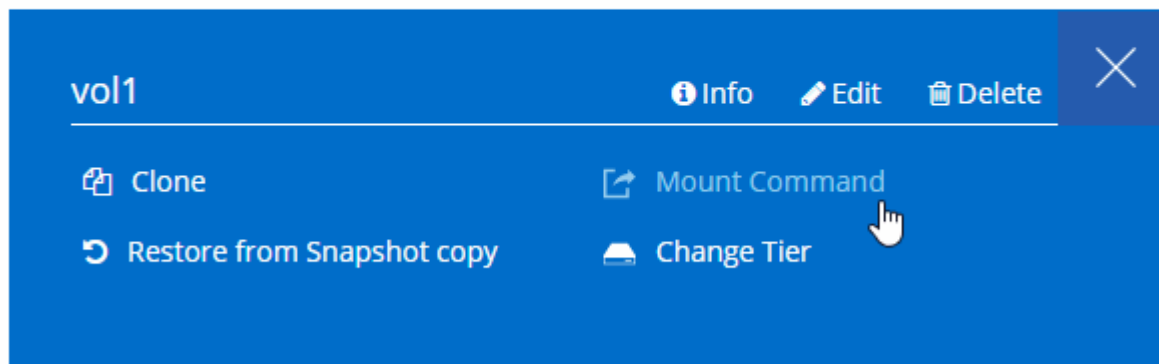 vol1 Info Edit Delete
Clone Mount Command
Restore from Snapshot copy Change Tier